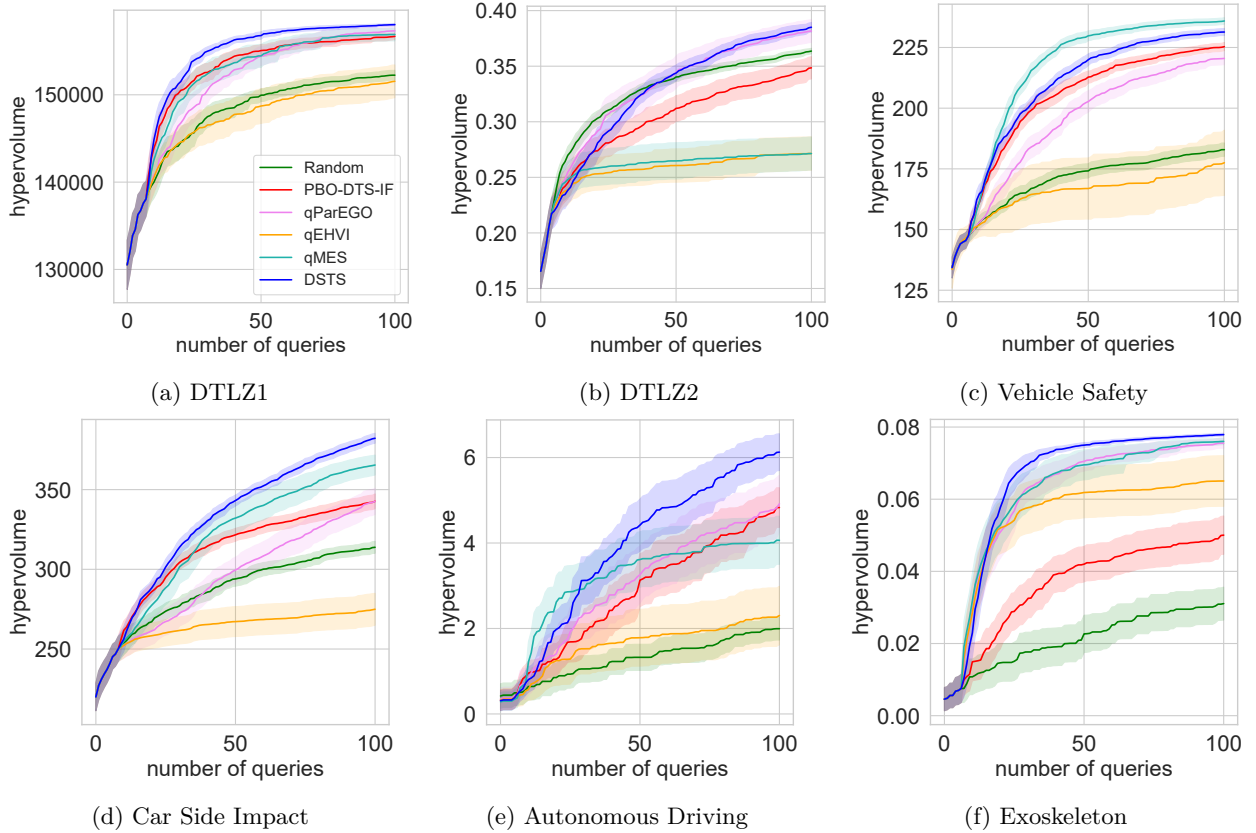 hypervolume
150000
140000
130000
0
50
100
number of queries
Random
PBO-DTS-IF
qParEGO
qEHVI
qMES
DSTS
(a) DTLZ1
hypervolume
0.40
0.35
0.30
0.25
0.20
0.15
0
50
100
number of queries
(b) DTLZ2
hypervolume
225
200
175
150
125
0
50
100
number of queries
(c) Vehicle Safety
hypervolume
350
300
250
0
50
100
number of queries
(d) Car Side Impact
hypervolume
6
4
2
0
0
50
100
number of queries
(e) Autonomous Driving
hypervolume
0.08
0.06
0.04
0.02
0.00
0
50
100
number of queries
(f) Exoskeleton